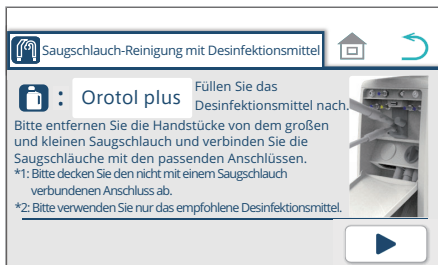 Saugschlauch-Reinigung mit Desinfektionsmittel
: Orotol plus
Füllen Sie das
Desinfektionsmittel nach.
Bitte entfernen Sie die Handstücke von dem großen
und kleinen Saugschlauch und verbinden Sie die
Saugschläuche mit den passenden Anschlüssen.
*1: Bitte decken Sie den nicht mit einem Saugschlauch
verbundenen Anschluss ab.
*2: Bitte verwenden Sie nur das empfohlene Desinfektionsmittel.